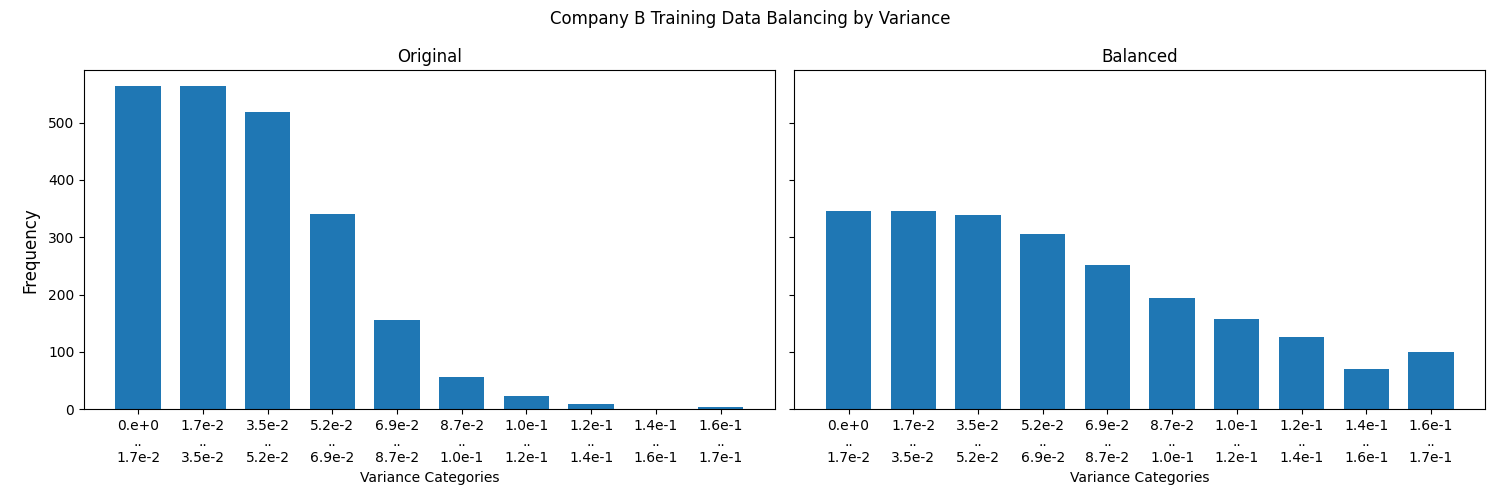 Company B Training Data Balancing by Variance
Original
Frequency
500
400
300
200
100
0
0.e+0 1.7e-2 3.5e-2 5.2e-2 6.9e-2 8.7e-2 1.0e-1 1.2e-1 1.4e-1 1.6e-1
.. .. .. .. .. .. .. .. .. ..
1.7e-2 3.5e-2 5.2e-2 6.9e-2 8.7e-2 1.0e-1 1.2e-1 1.4e-1 1.6e-1 1.7e-1
Variance Categories
Balanced
0.e+0 1.7e-2 3.5e-2 5.2e-2 6.9e-2 8.7e-2 1.0e-1 1.2e-1 1.4e-1 1.6e-1
.. .. .. .. .. .. .. .. .. ..
1.7e-2 3.5e-2 5.2e-2 6.9e-2 8.7e-2 1.0e-1 1.2e-1 1.4e-1 1.6e-1 1.7e-1
Variance Categories